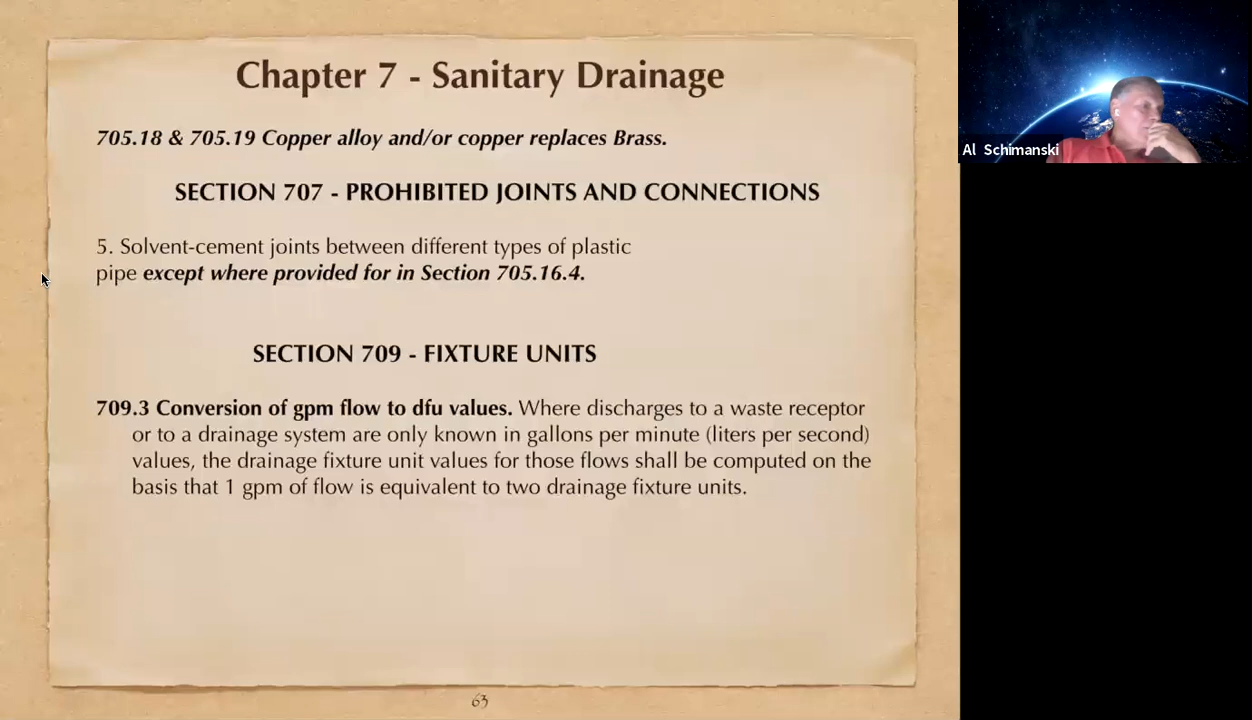 Chapter 7 - Sanitary Drainage
705.18 & 705.19 Copper alloy and/or copper replaces Brass.
SECTION 707 - PROHIBITED JOINTS AND CONNECTIONS
5. Solvent-cement joints between different types of plastic
pipe except where provided for in Section 705.16.4.
SECTION 709 - FIXTURE UNITS
709.3 Conversion of gpm flow to dfu values. Where discharges to a waste receptor
or to a drainage system are only known in gallons per minute (liters per second)
values, the drainage fixture unit values for those flows shall be computed on the
basis that 1 gpm of flow is equivalent to two drainage fixture units.
63
Al Schimanski